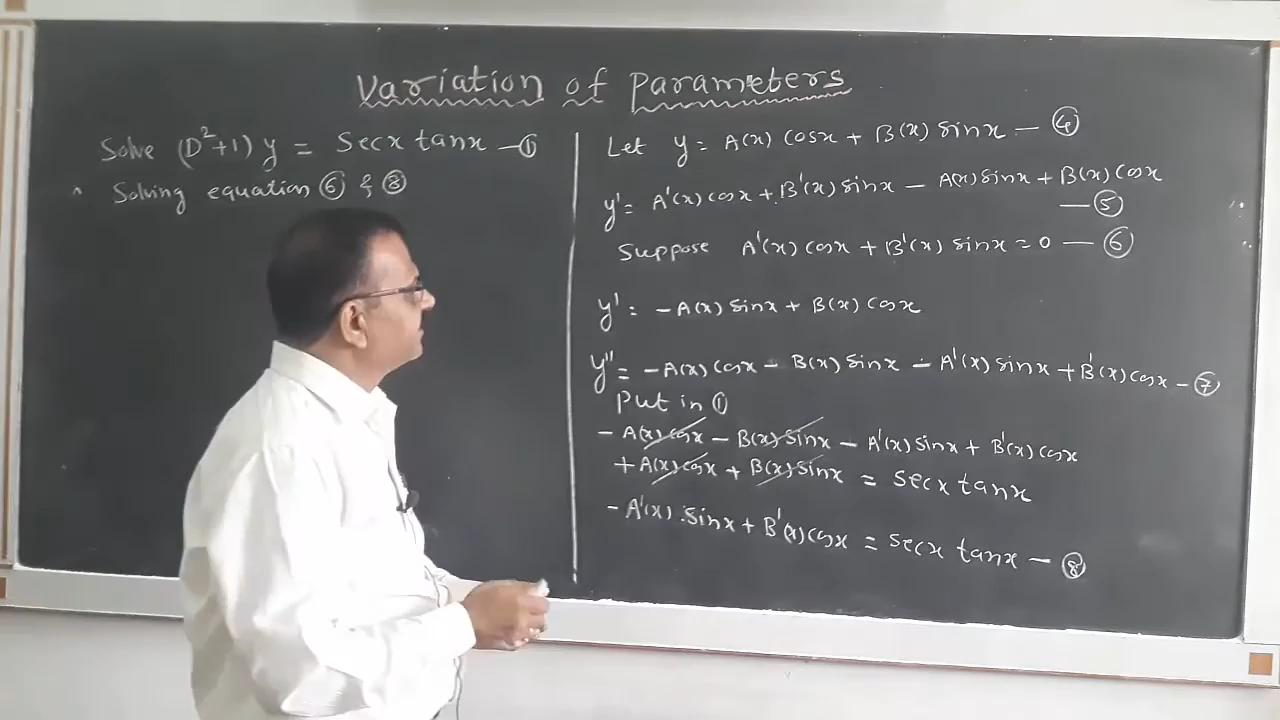 Variation of Parameters
Solve (D²+1) y = Secx tanx — ①
Solving equation ⑥ & ⑧
Let y = A(x) cosx + B(x) sinx — ④
y' = A'(x) cosx + B'(x) sinx − A(x) sinx + B(x) cosx
— ⑤
Suppose A'(x) cosx + B'(x) sinx = 0 — ⑥
y' = −A(x) sinx + B(x) cosx
y'' = −A(x) cosx − B(x) sinx − A'(x) sinx + B'(x) cosx − ⑦
Put in ①
− A(x) cosx − B(x) sinx − A'(x) sinx + B'(x) cosx
+ A(x) cosx + B(x) sinx = secx tanx
− A'(x) . sinx + B'(x) cosx = secx tanx — ⑧